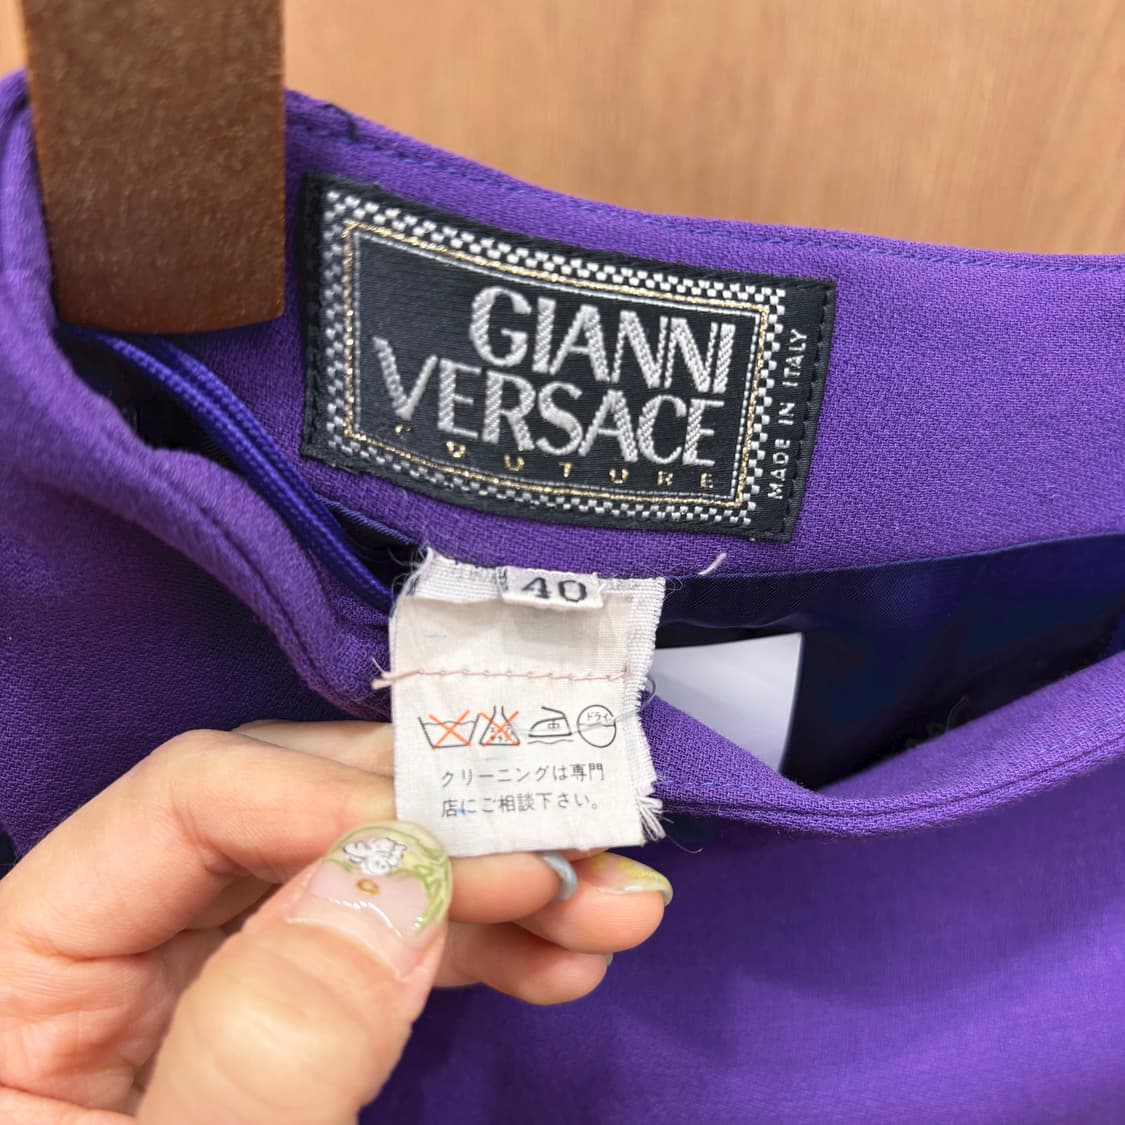 GIANNI
VERSACE
COUTURE
MADE IN ITALY
40
ドライ
クリーニングは専門
店にご相談下さい。